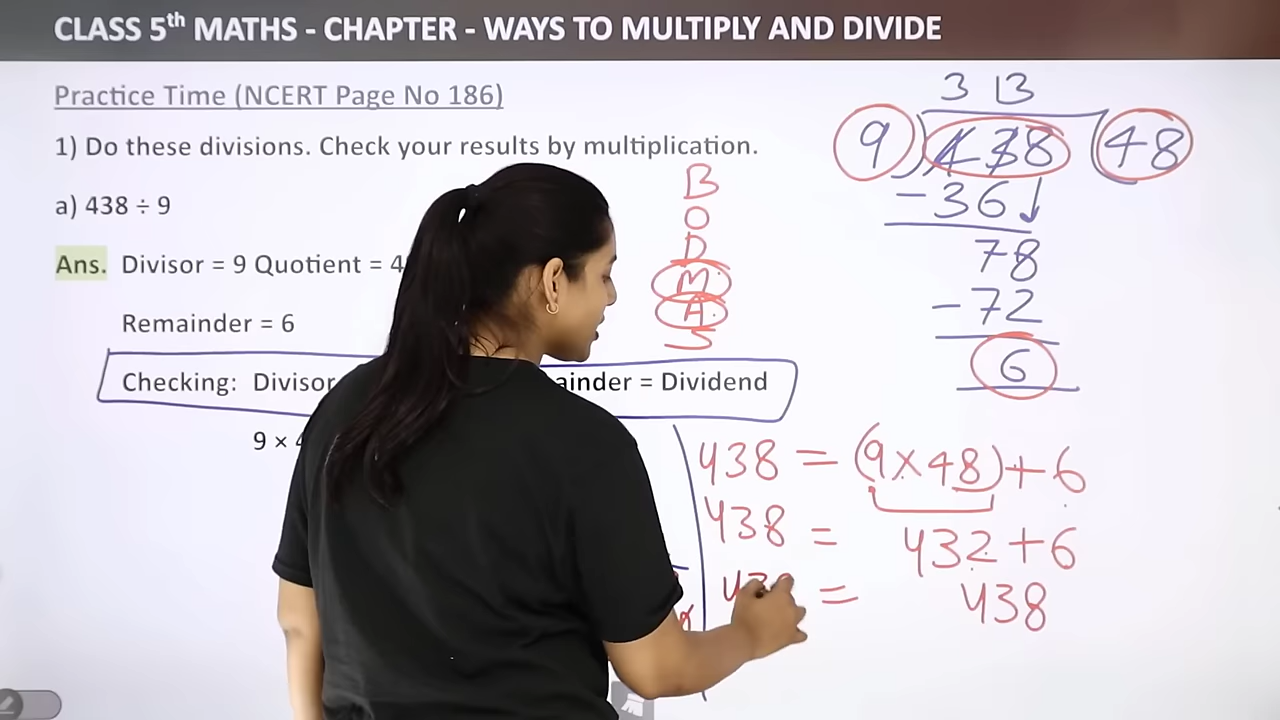 CLASS 5th MATHS - CHAPTER - WAYS TO MULTIPLY AND DIVIDE
Practice Time (NCERT Page No 186)
1) Do these divisions. Check your results by multiplication.
a) 438 ÷ 9
Ans. Divisor = 9 Quotient = 4
Remainder = 6
Checking: Divisor = Dividend
9 ×
B
O
D
M
A
S
3 13
9 438 48
- 36
78
- 72
6
438 = (9×48)+6
438 = 432+6
= 438